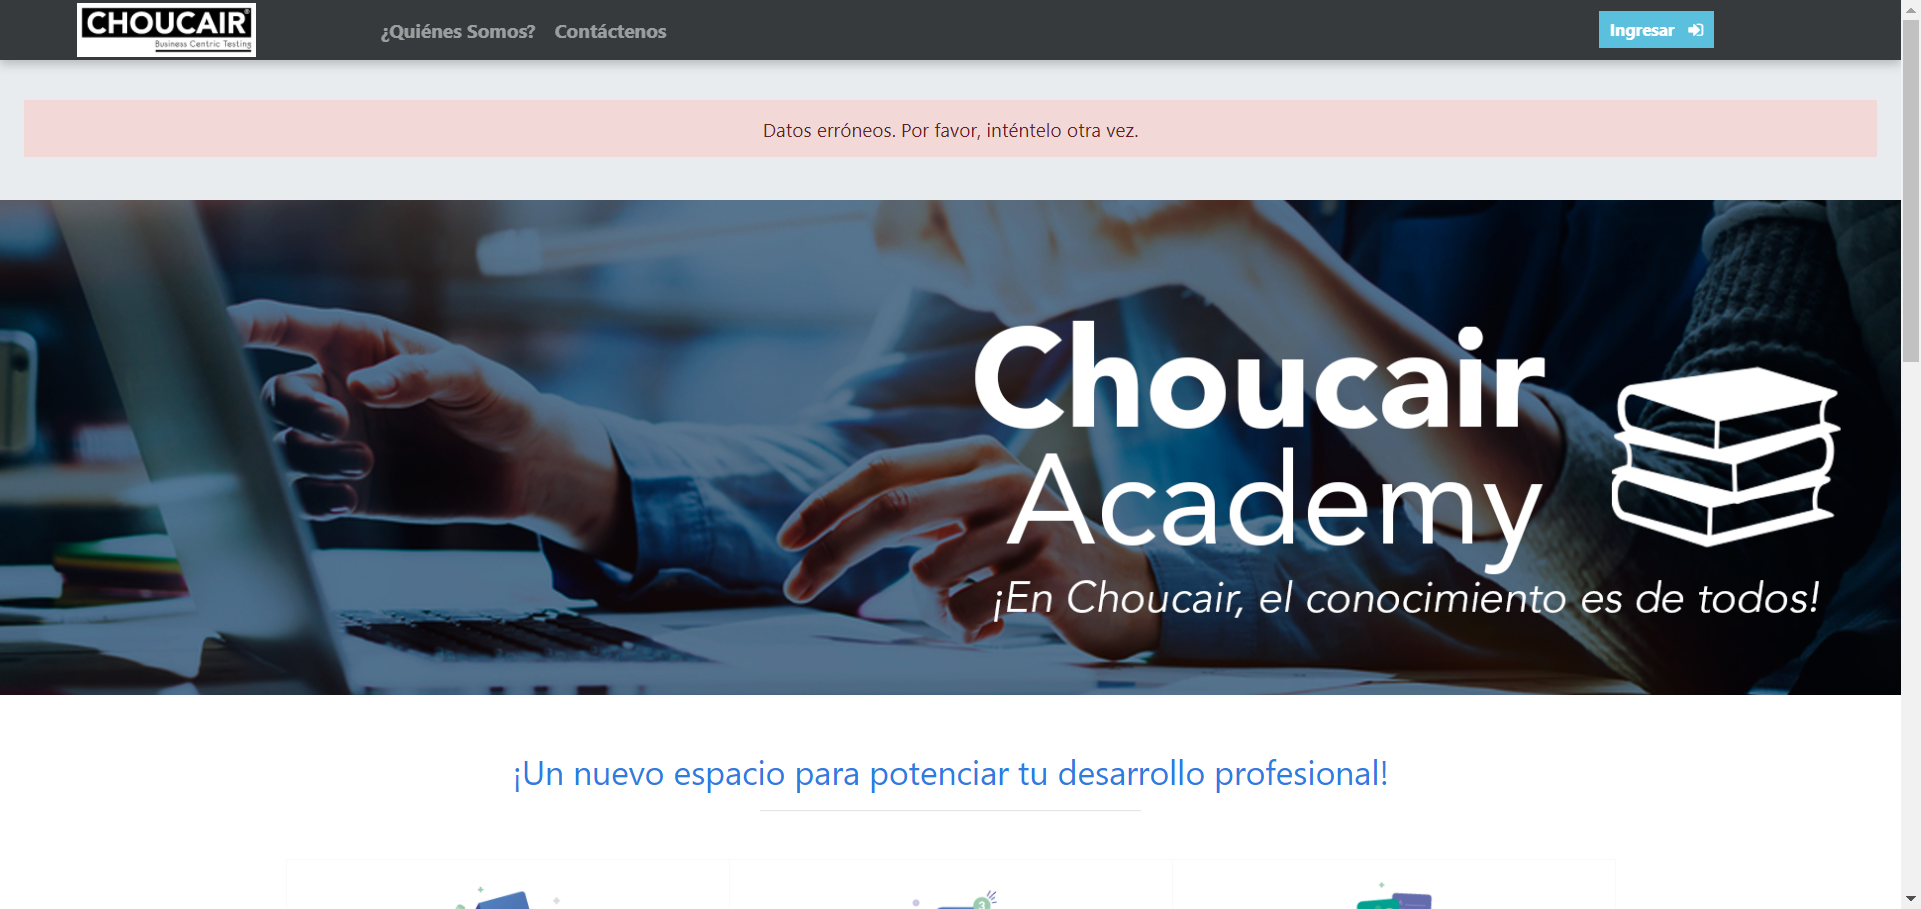 CHOUCAIR®
Business Centric Testing
¿Quiénes Somos?
Contáctenos
Ingresar
Datos erróneos. Por favor, inténtelo otra vez.
Choucair
Academy
¡En Choucair, el conocimiento es de todos!
¡Un nuevo espacio para potenciar tu desarrollo profesional!
3